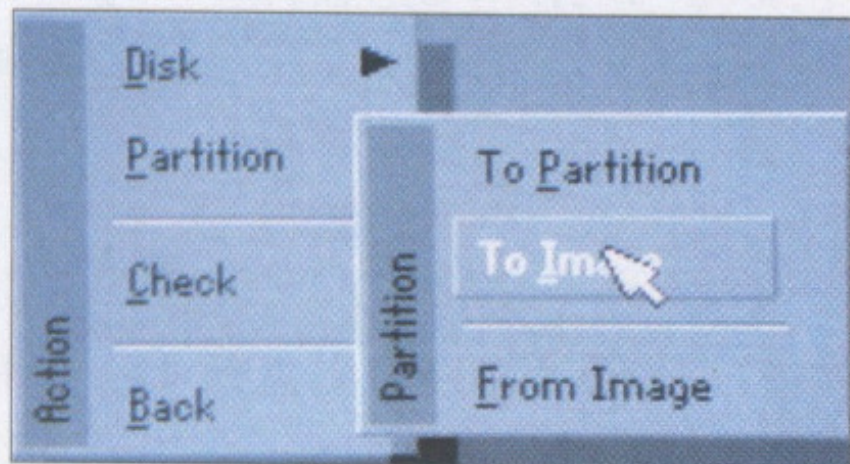 Action
Disk
Partition
Check
Back
Partition
To Partition
To Image
From Image